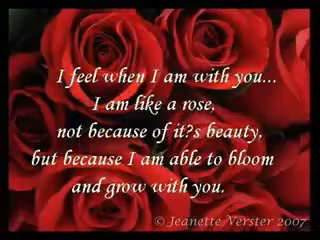 I feel when I am with you...
I am like a rose,
not because of it?s beauty,
but because I am able to bloom
and grow with you.
© Jeanette Verster 2007